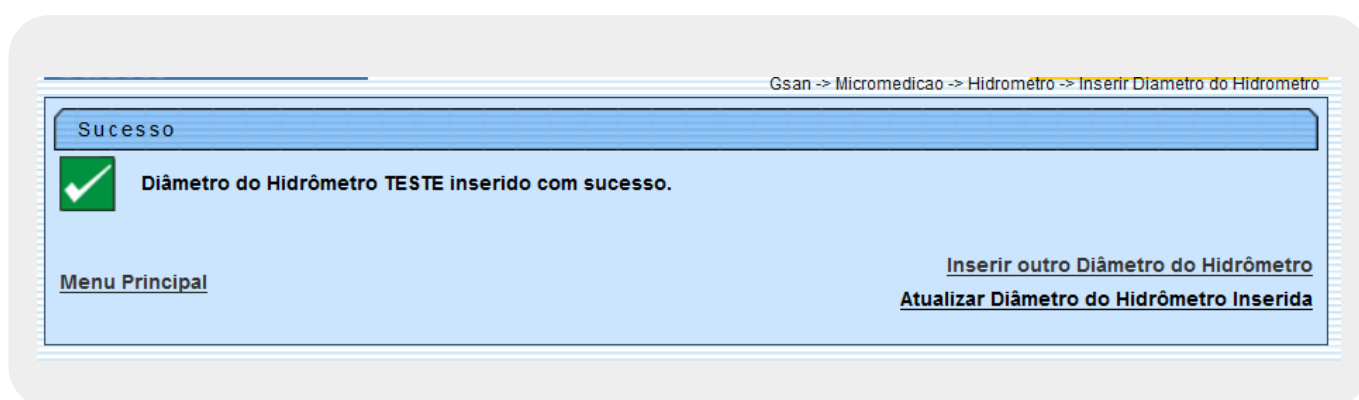 Gsan -> Micromedicao -> Hidrometro -> Inserir Diametro do Hidrometro
Sucesso
Diâmetro do Hidrômetro TESTE inserido com sucesso.
Inserir outro Diâmetro do Hidrômetro
Menu Principal
Atualizar Diâmetro do Hidrômetro Inserida